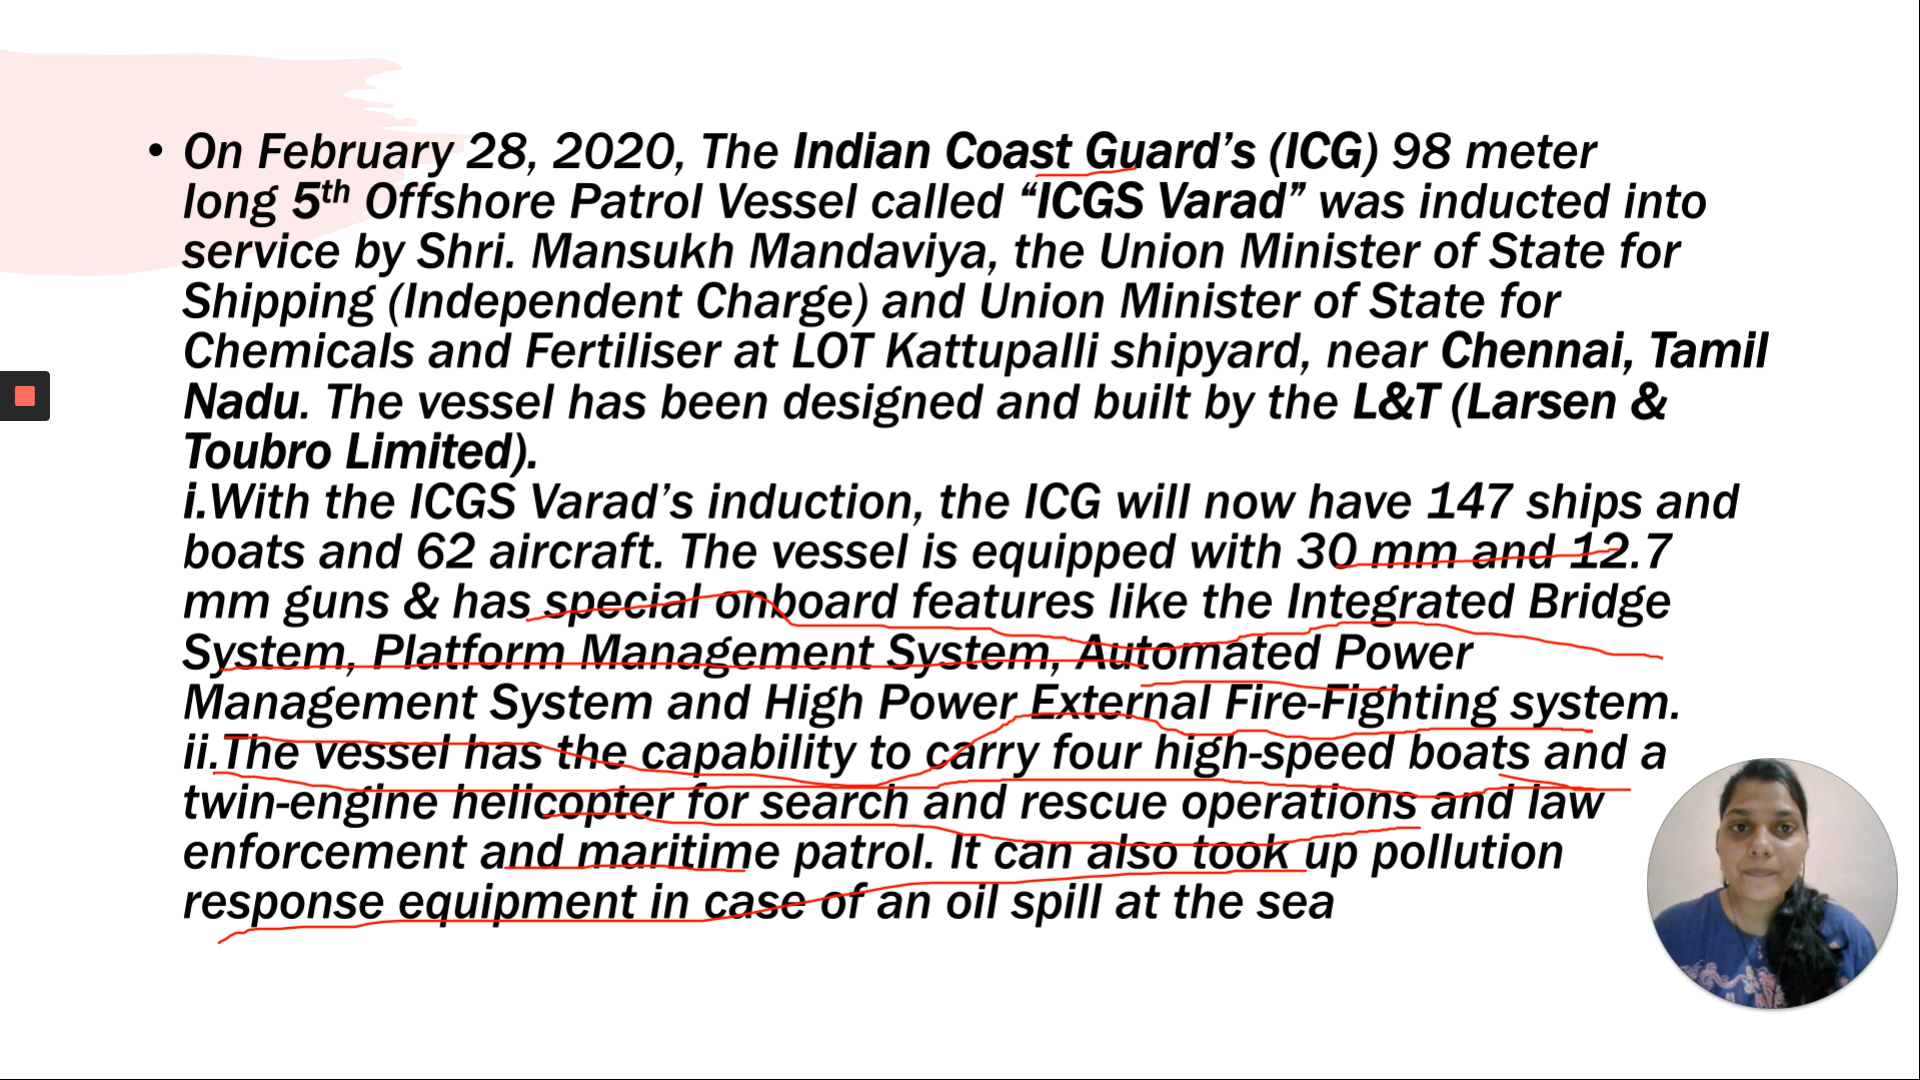 • On February 28, 2020, The Indian Coast Guard’s (ICG) 98 meter
long 5th Offshore Patrol Vessel called “ICGS Varad” was inducted into
service by Shri. Mansukh Mandaviya, the Union Minister of State for
Shipping (Independent Charge) and Union Minister of State for
Chemicals and Fertiliser at LOT Kattupalli shipyard, near Chennai, Tamil
Nadu. The vessel has been designed and built by the L&T (Larsen &
Toubro Limited).
i.With the ICGS Varad’s induction, the ICG will now have 147 ships and
boats and 62 aircraft. The vessel is equipped with 30 mm and 12.7
mm guns & has special onboard features like the Integrated Bridge
System, Platform Management System, Automated Power
Management System and High Power External Fire-Fighting system.
ii.The vessel has the capability to carry four high-speed boats and a
twin-engine helicopter for search and rescue operations and law
enforcement and maritime patrol. It can also took up pollution
response equipment in case of an oil spill at the sea